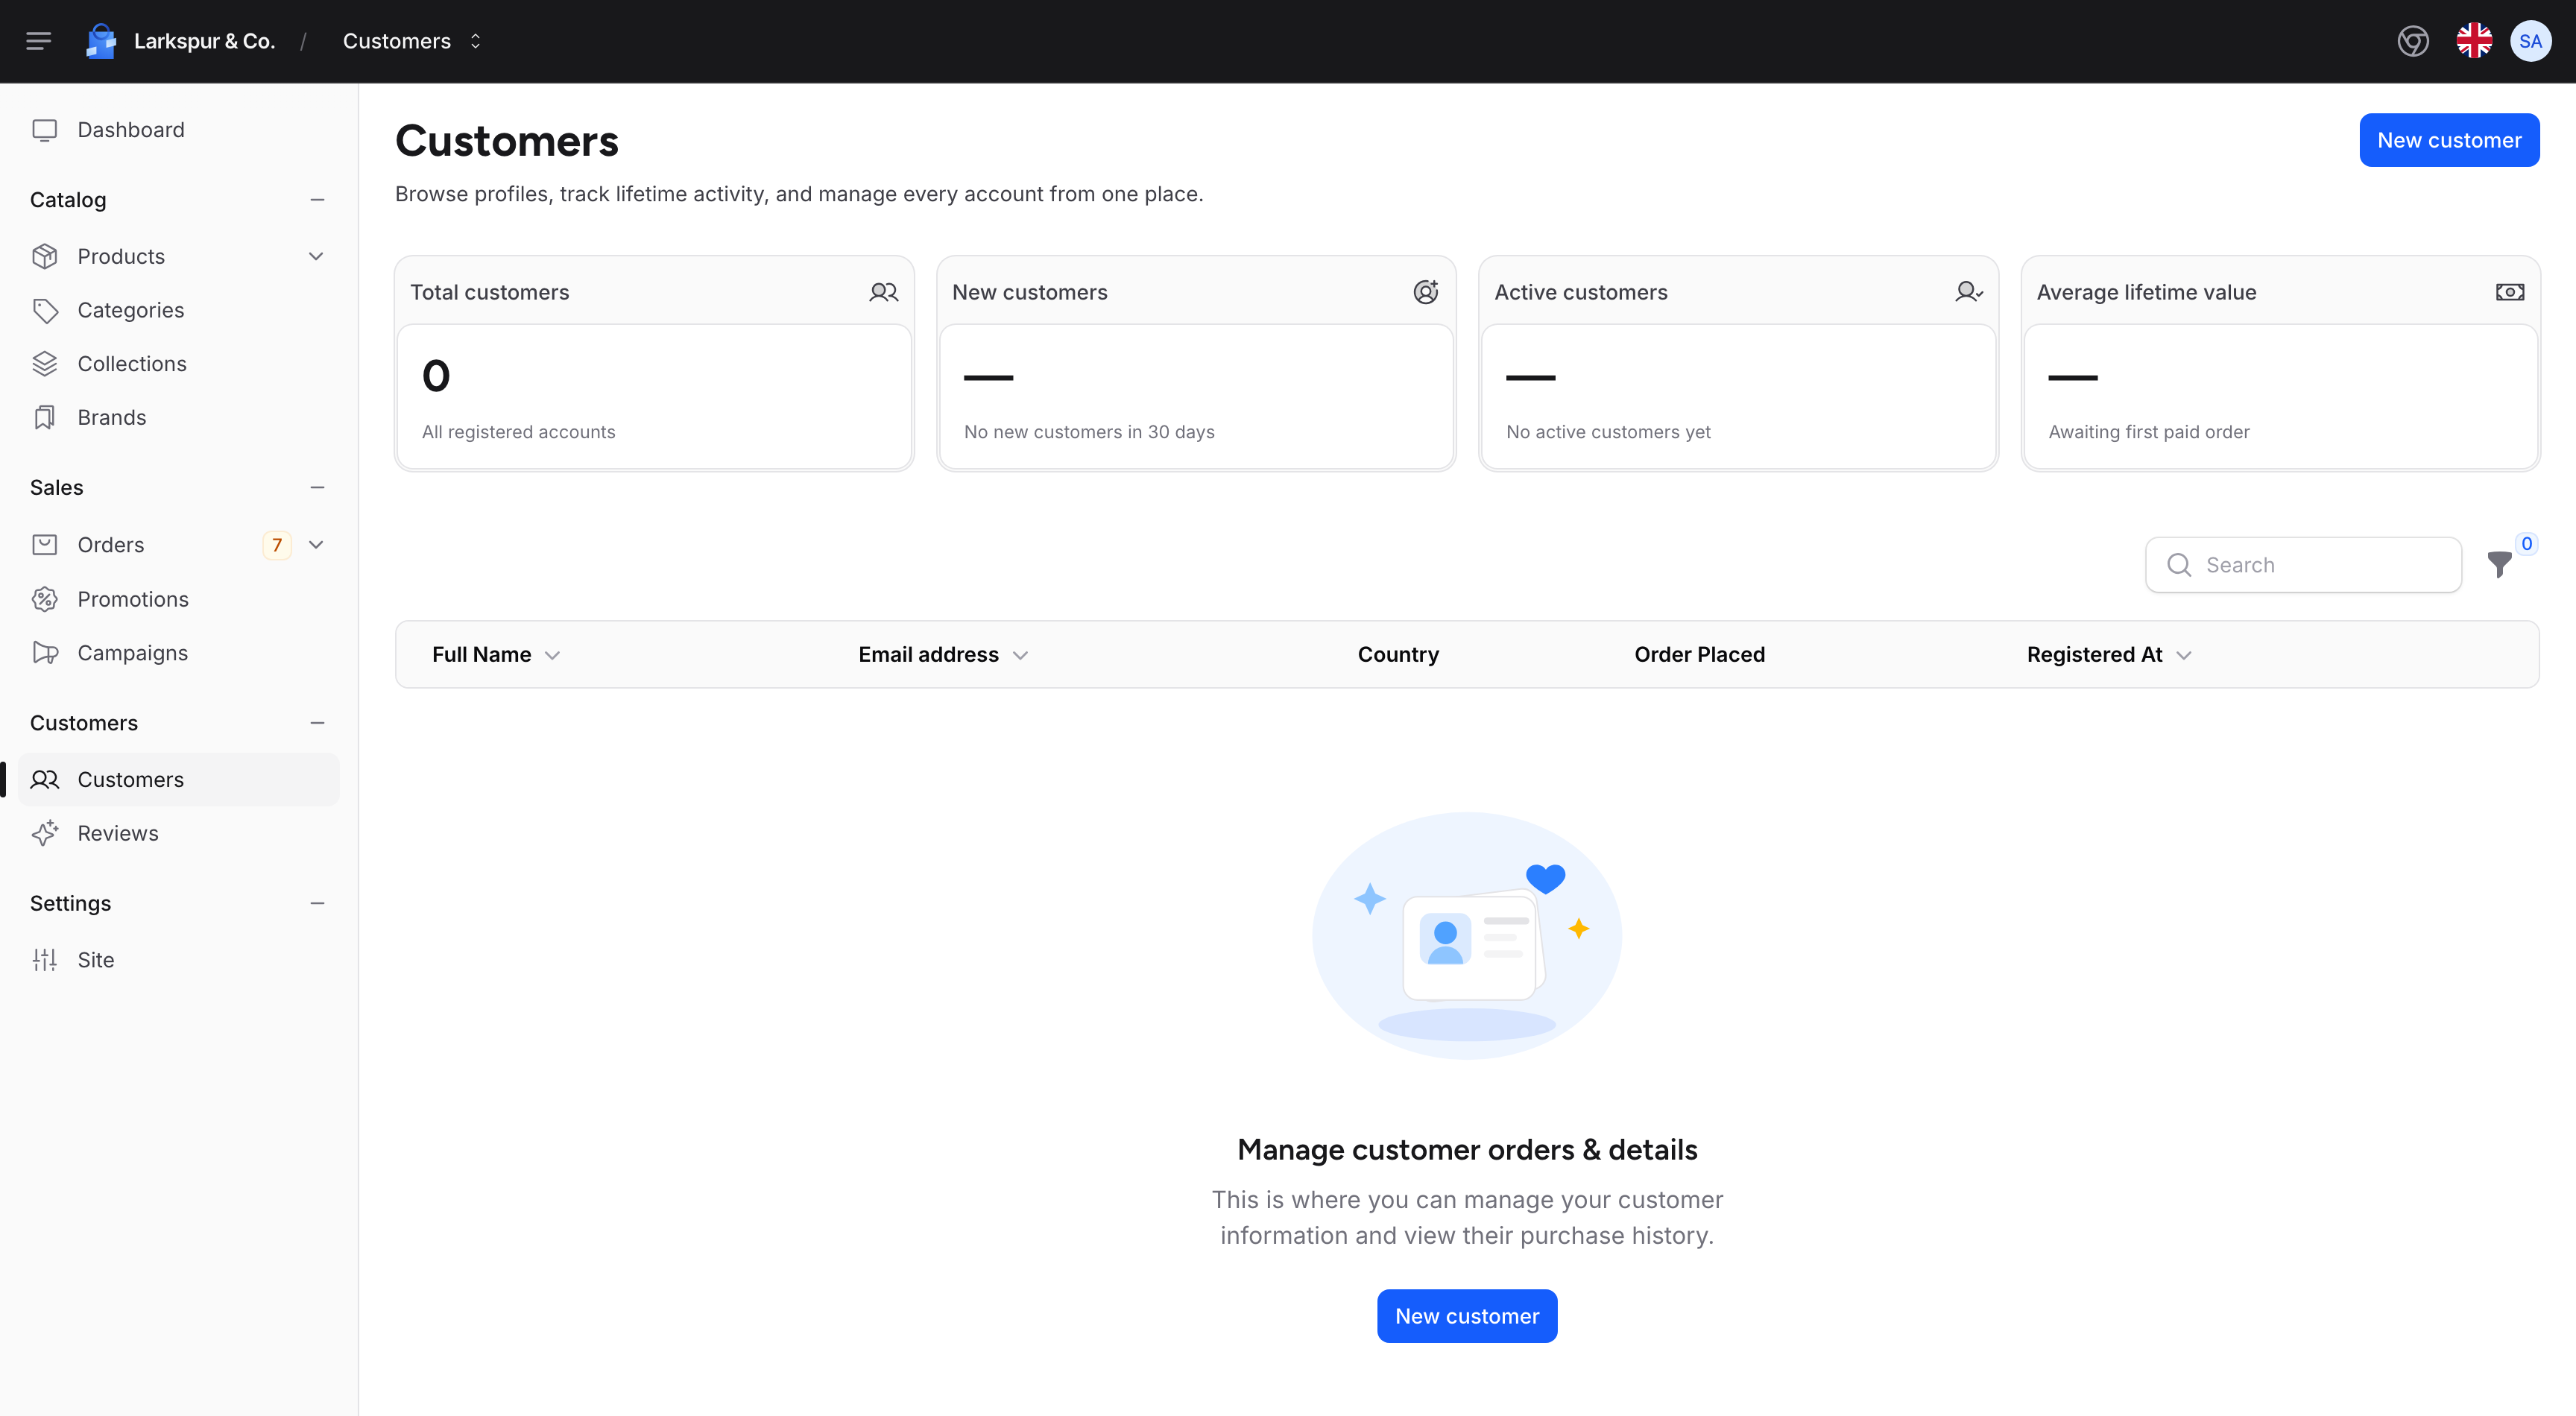 Larkspur & Co. / Customers
SA
Dashboard
Catalog
Products
Categories
Collections
Brands
Sales
Orders 7
Promotions
Campaigns
Customers
Customers
Reviews
Settings
Site
Customers
New customer
Browse profiles, track lifetime activity, and manage every account from one place.
Total customers
0
All registered accounts
New customers
—
No new customers in 30 days
Active customers
—
No active customers yet
Average lifetime value
—
Awaiting first paid order
Search
0
Full Name Email address Country Order Placed Registered At
Manage customer orders & details
This is where you can manage your customer
information and view their purchase history.
New customer